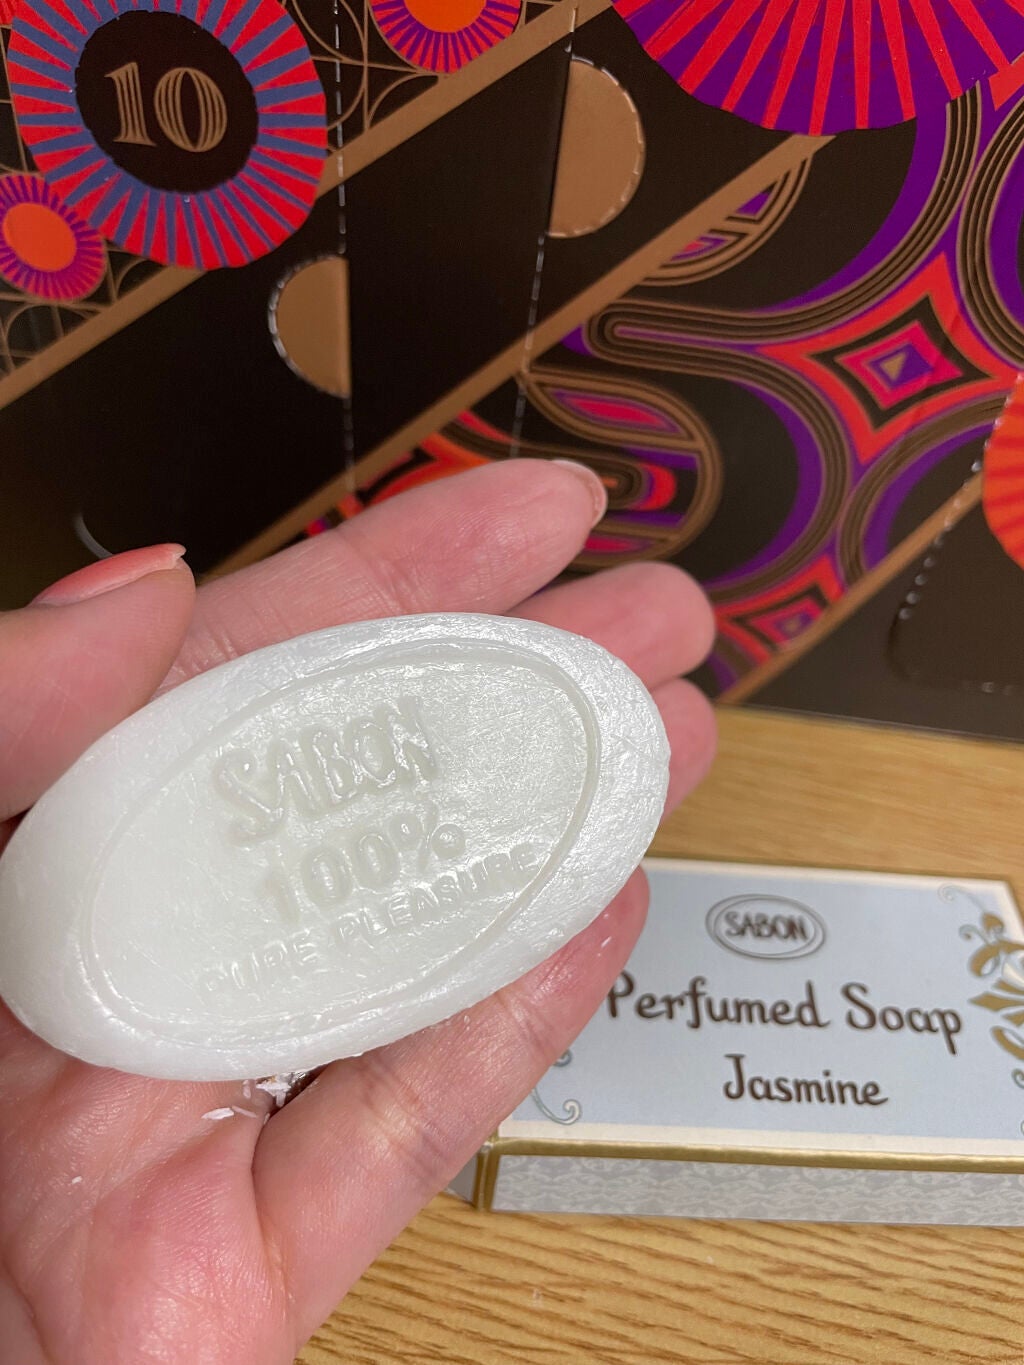 10
SABON
100%
PURE PLEASURE
SABON
Perfumed Soap
Jasmine